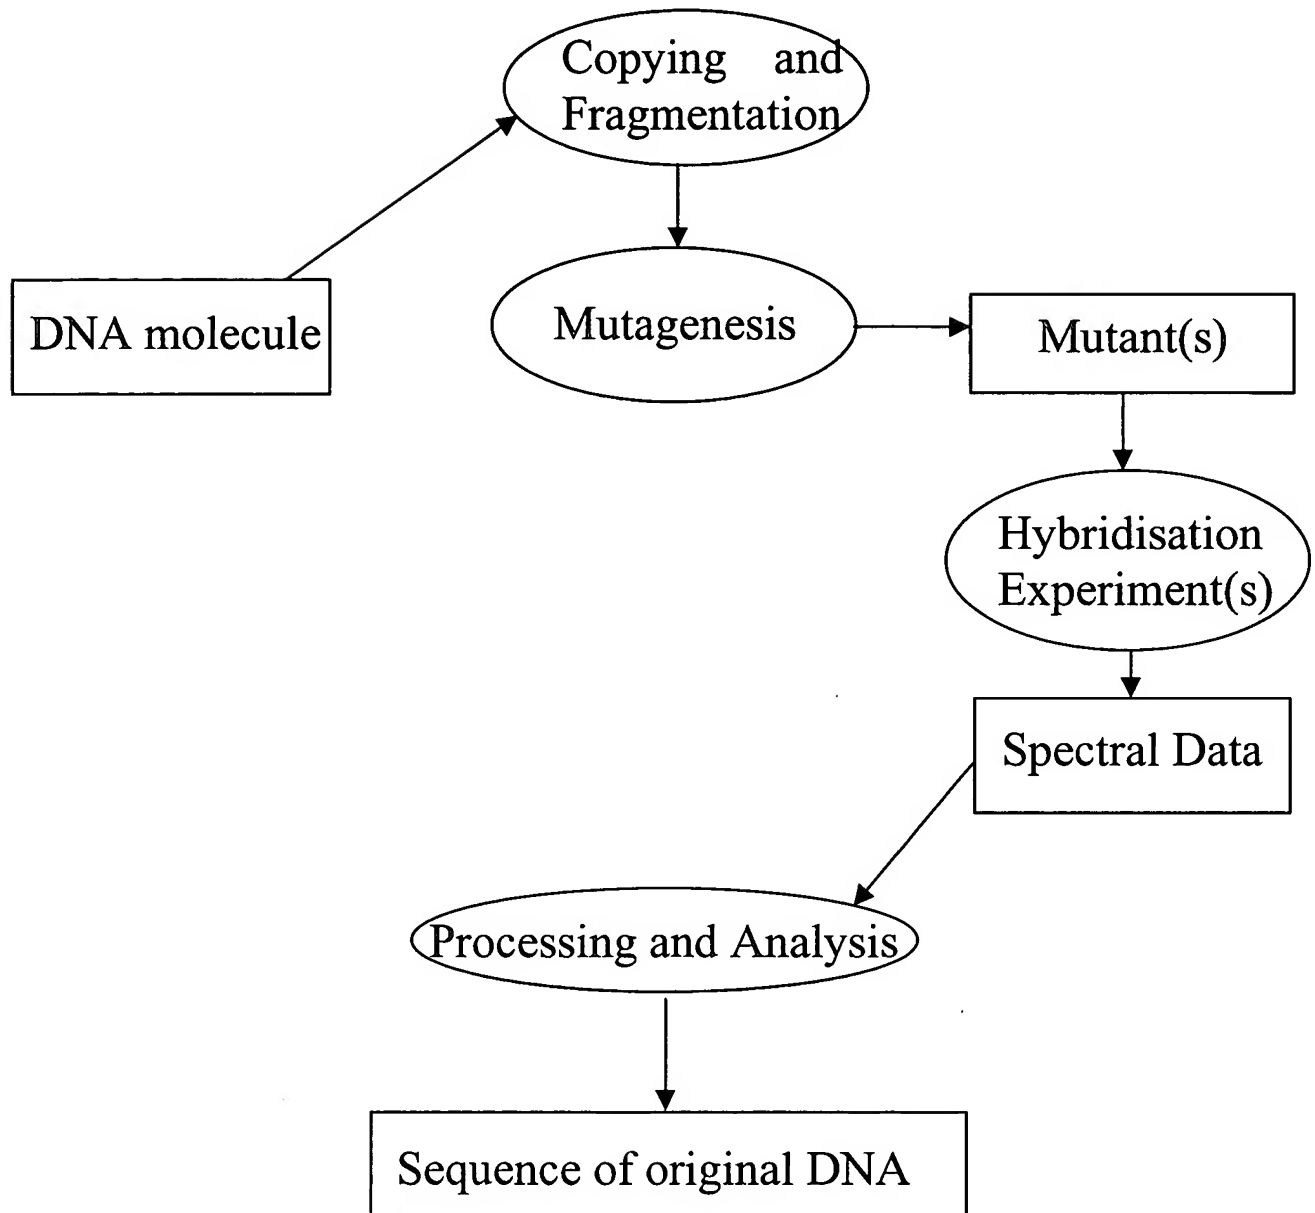 Copying and
Fragmentation
DNA molecule
Mutagenesis
Mutant(s)
Hybridisation
Experiment(s)
Spectral Data
Processing and Analysis
Sequence of original DNA